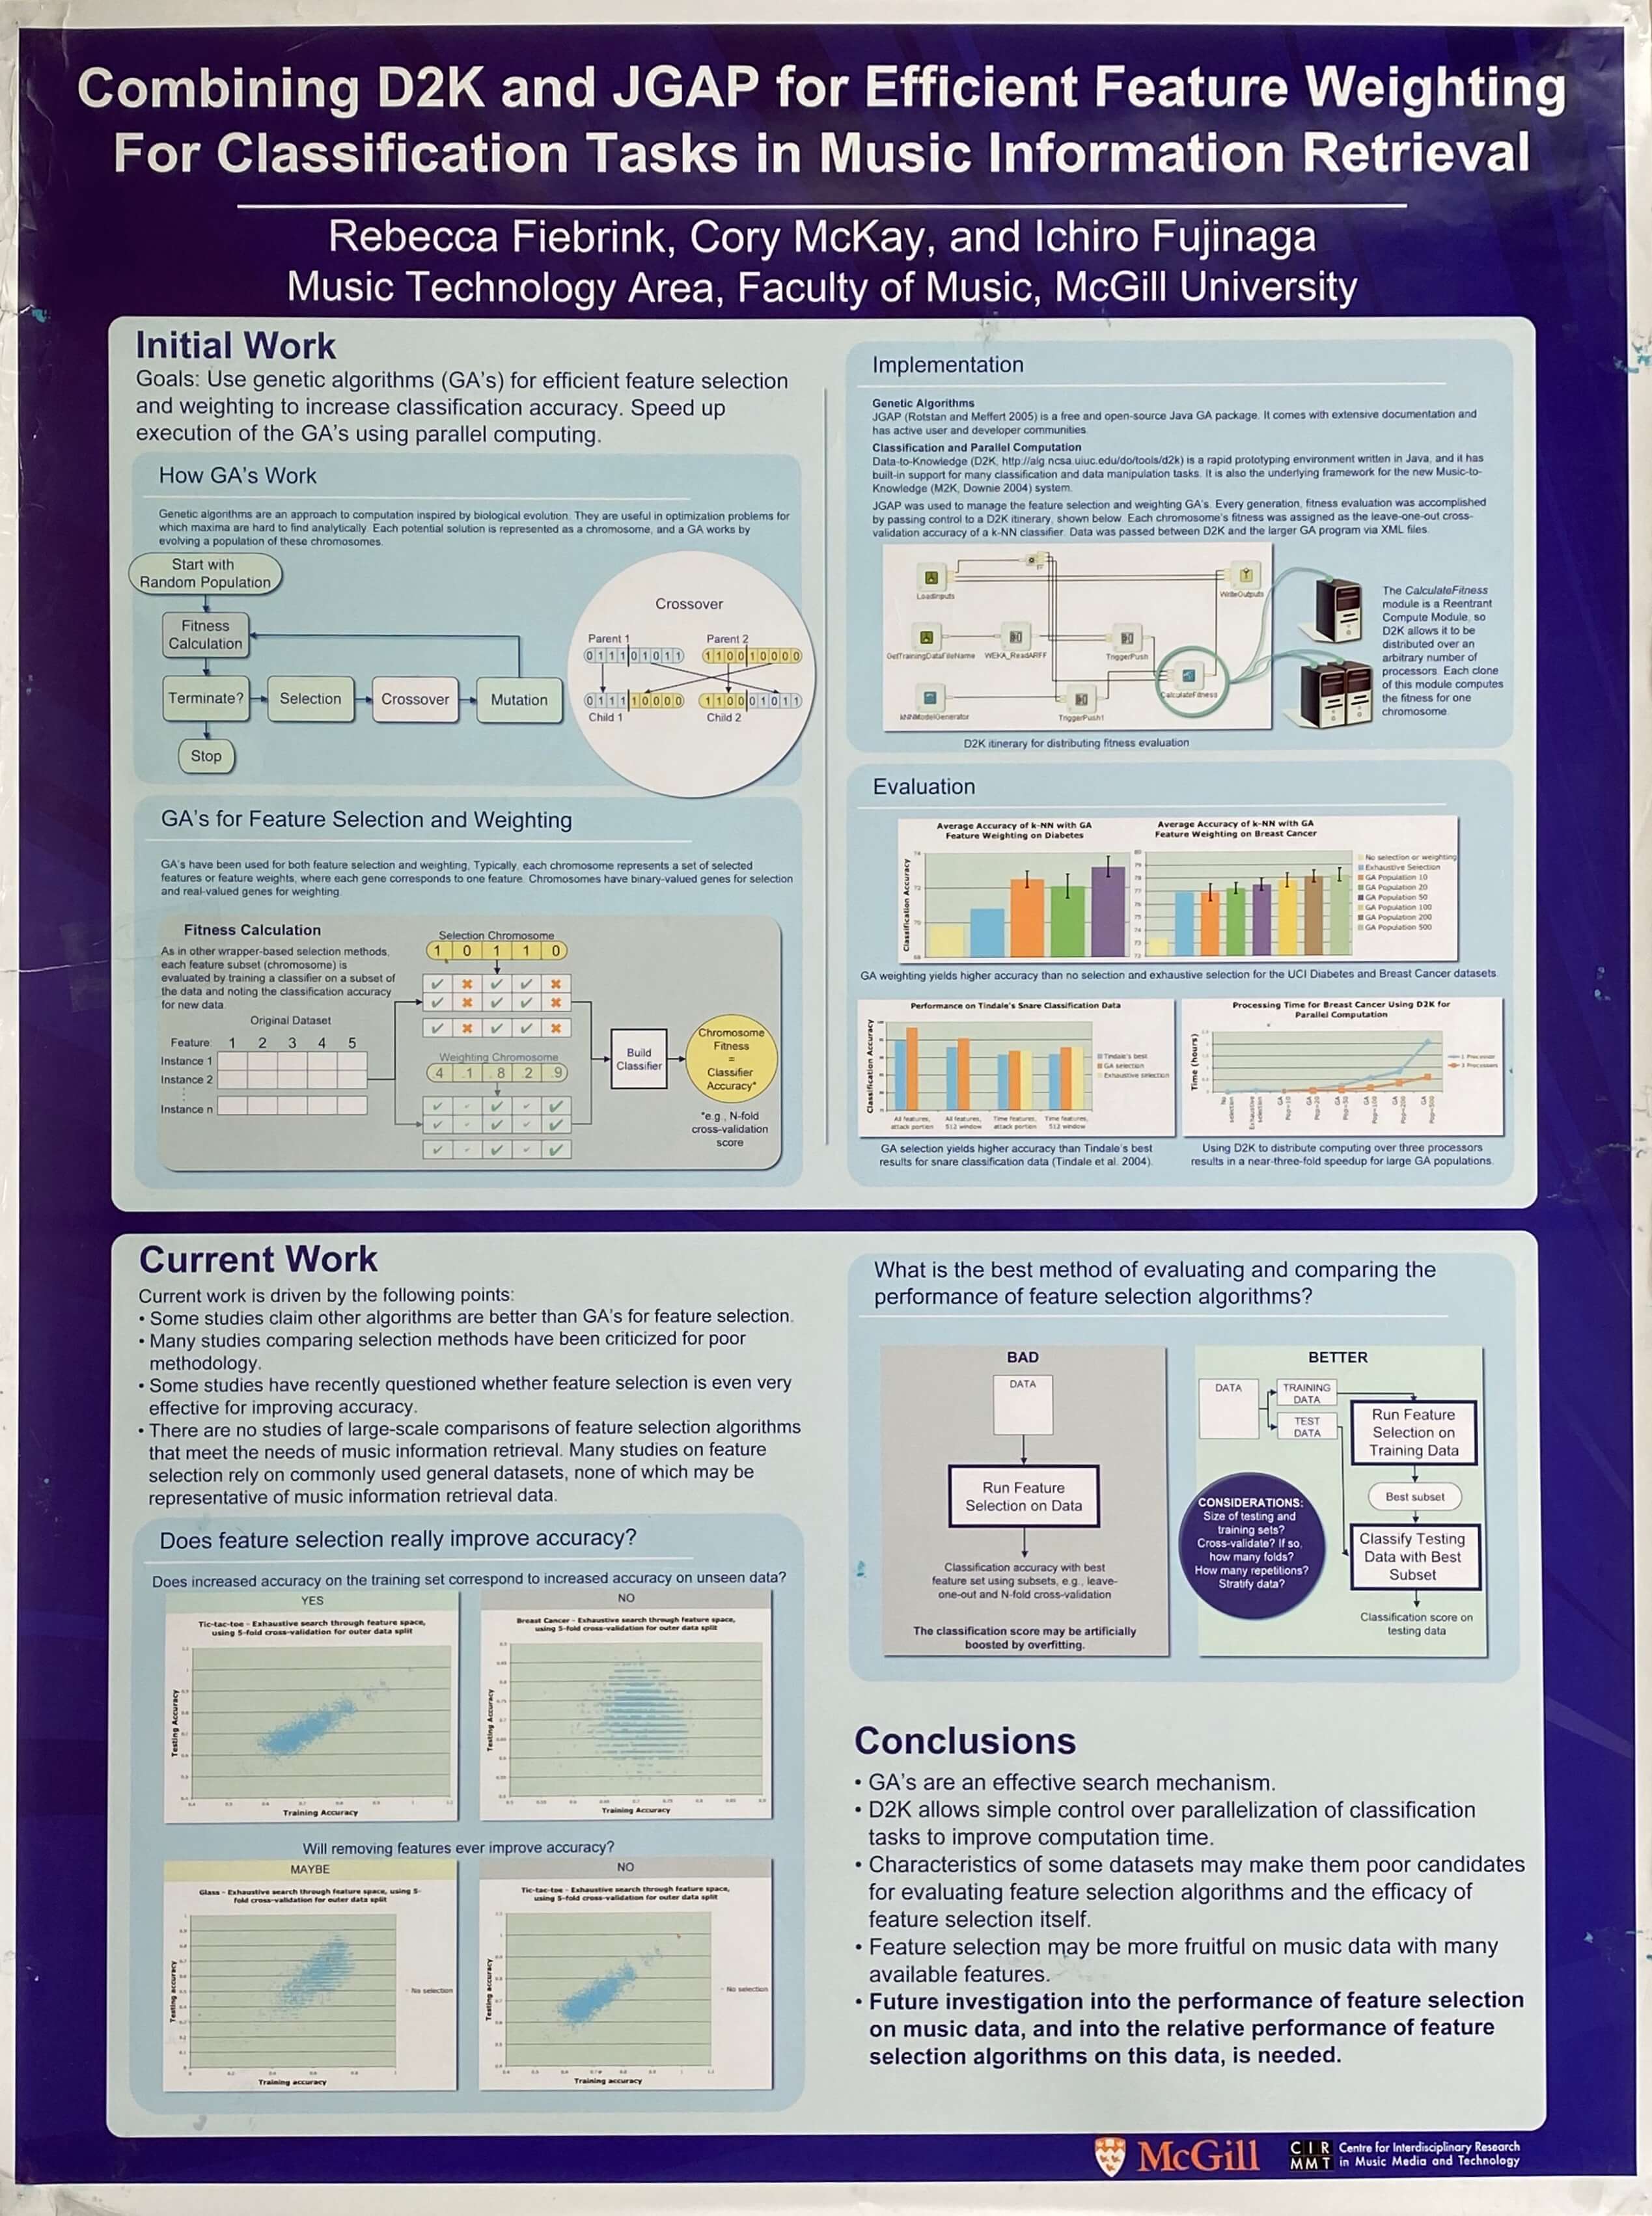 Combining D2K and JGAP for Efficient Feature Weighting
For Classification Tasks in Music Information Retrieval
Rebecca Fiebrink, Cory McKay, and Ichiro Fujinaga
Music Technology Area, Faculty of Music, McGill University
Initial Work
Goals: Use genetic algorithms (GA's) for efficient feature selection
and weighting to increase classification accuracy. Speed up
execution of the GA's using parallel computing.
How GA's Work
Genetic algorithms are an approach to computation inspired by biological evolution. They are useful in optimization problems for
which maxima are hard to find analytically. Each potential solution is represented as a chromosome, and a GA works by
evolving a population of these chromosomes.
Start with
Random Population
Fitness
Calculation
Terminate?
Selection
Crossover
Mutation
Stop
Crossover
Parent 1
Parent 2
0 1 1 1 0 1 0 1 1
1 1 0 0 1 0 0 0 0
0 1 1 1 1 0 0 0 0
1 1 0 0 0 1 0 1 1
Child 1
Child 2
GA's for Feature Selection and Weighting
GA's have been used for both feature selection and weighting. Typically, each chromosome represents a set of selected
features or feature weights, where each gene corresponds to one feature. Chromosomes have binary-valued genes for selection
and real-valued genes for weighting.
Fitness Calculation
As in other wrapper-based selection methods,
each feature subset (chromosome) is
evaluated by training a classifier on a subset of
the data and noting the classification accuracy
for new data.
Original Dataset
Feature: 1 2 3 4 5
Instance 1
Instance 2
Instance n
Selection Chromosome
1 0 1 1 0
Weighting Chromosome
.4 .1 .8 .2 .9
Build
Classifier
Chromosome
Fitness
=
Classifier
Accuracy*
*e.g., N-fold
cross-validation
score
Implementation
Genetic Algorithms
JGAP (Rotstan and Meffert 2005) is a free and open-source Java GA package. It comes with extensive documentation and
has active user and developer communities.
Classification and Parallel Computation
Data-to-Knowledge (D2K, http://alg.ncsa.uiuc.edu/do/tools/d2k) is a rapid prototyping environment written in Java, and it has
built-in support for many classification and data manipulation tasks. It is also the underlying framework for the new Music-to-
Knowledge (M2K, Downie 2004) system.
JGAP was used to manage the feature selection and weighting GA's. Every generation, fitness evaluation was accomplished
by passing control to a D2K itinerary, shown below. Each chromosome's fitness was assigned as the leave-one-out cross-
validation accuracy of a k-NN classifier. Data was passed between D2K and the larger GA program via XML files.
LoadInputs
WriteOutputs
GetTrainingDataFileName
WEKA_ReadARFF
TriggerPush
CalculateFitness
kNNModelGenerator
TriggerPush1
The CalculateFitness
module is a Reentrant
Compute Module, so
D2K allows it to be
distributed over an
arbitrary number of
processors. Each clone
of this module computes
the fitness for one
chromosome.
D2K itinerary for distributing fitness evaluation
Evaluation
Average Accuracy of k-NN with GA
Feature Weighting on Diabetes
Classification Accuracy
74
72
70
68
Average Accuracy of k-NN with GA
Feature Weighting on Breast Cancer
80
79
78
77
76
75
74
73
72
No selection or weighting
Exhaustive Selection
GA Population 10
GA Population 20
GA Population 50
GA Population 100
GA Population 200
GA Population 500
GA weighting yields higher accuracy than no selection and exhaustive selection for the UCI Diabetes and Breast Cancer datasets.
Performance on Tindale's Snare Classification Data
Classification Accuracy
Tindale's best
GA selection
Exhaustive selection
All features,
attack portion
All features,
512 window
Time features,
attack portion
Time features,
512 window
GA selection yields higher accuracy than Tindale's best
results for snare classification data (Tindale et al. 2004).
Processing Time for Breast Cancer Using D2K for
Parallel Computation
Time (hours)
No
selection
Exhaustive
selection
GA
Pop=10
GA
Pop=20
GA
Pop=50
GA
Pop=100
GA
Pop=200
GA
Pop=500
1 Processor
3 Processors
Using D2K to distribute computing over three processors
results in a near-three-fold speedup for large GA populations.
Current Work
Current work is driven by the following points:
• Some studies claim other algorithms are better than GA's for feature selection.
• Many studies comparing selection methods have been criticized for poor
methodology.
• Some studies have recently questioned whether feature selection is even very
effective for improving accuracy.
• There are no studies of large-scale comparisons of feature selection algorithms
that meet the needs of music information retrieval. Many studies on feature
selection rely on commonly used general datasets, none of which may be
representative of music information retrieval data.
Does feature selection really improve accuracy?
Does increased accuracy on the training set correspond to increased accuracy on unseen data?
YES
Tic-tac-toe - Exhaustive search through feature space,
using 5-fold cross-validation for outer data split
Testing Accuracy
Training Accuracy
NO
Breast Cancer - Exhaustive search through feature space,
using 5-fold cross-validation for outer data split
Testing Accuracy
Training Accuracy
Will removing features ever improve accuracy?
MAYBE
Glass - Exhaustive search through feature space, using 5-
fold cross-validation for outer data split
Testing accuracy
No selection
Training accuracy
NO
Tic-tac-toe - Exhaustive search through feature space,
using 5-fold cross-validation for outer data split
Testing accuracy
No selection
Training accuracy
What is the best method of evaluating and comparing the
performance of feature selection algorithms?
BAD
DATA
Run Feature
Selection on Data
Classification accuracy with best
feature set using subsets, e.g., leave-
one-out and N-fold cross-validation
The classification score may be artificially
boosted by overfitting.
BETTER
DATA
TRAINING
DATA
TEST
DATA
Run Feature
Selection on
Training Data
Best subset
Classify Testing
Data with Best
Subset
Classification score on
testing data
CONSIDERATIONS:
Size of testing and
training sets?
Cross-validate? If so,
how many folds?
How many repetitions?
Stratify data?
Conclusions
• GA's are an effective search mechanism.
• D2K allows simple control over parallelization of classification
tasks to improve computation time.
• Characteristics of some datasets may make them poor candidates
for evaluating feature selection algorithms and the efficacy of
feature selection itself.
• Feature selection may be more fruitful on music data with many
available features.
• Future investigation into the performance of feature selection
on music data, and into the relative performance of feature
selection algorithms on this data, is needed.
McGill
CIR
MMT
Centre for Interdisciplinary Research
in Music Media and Technology